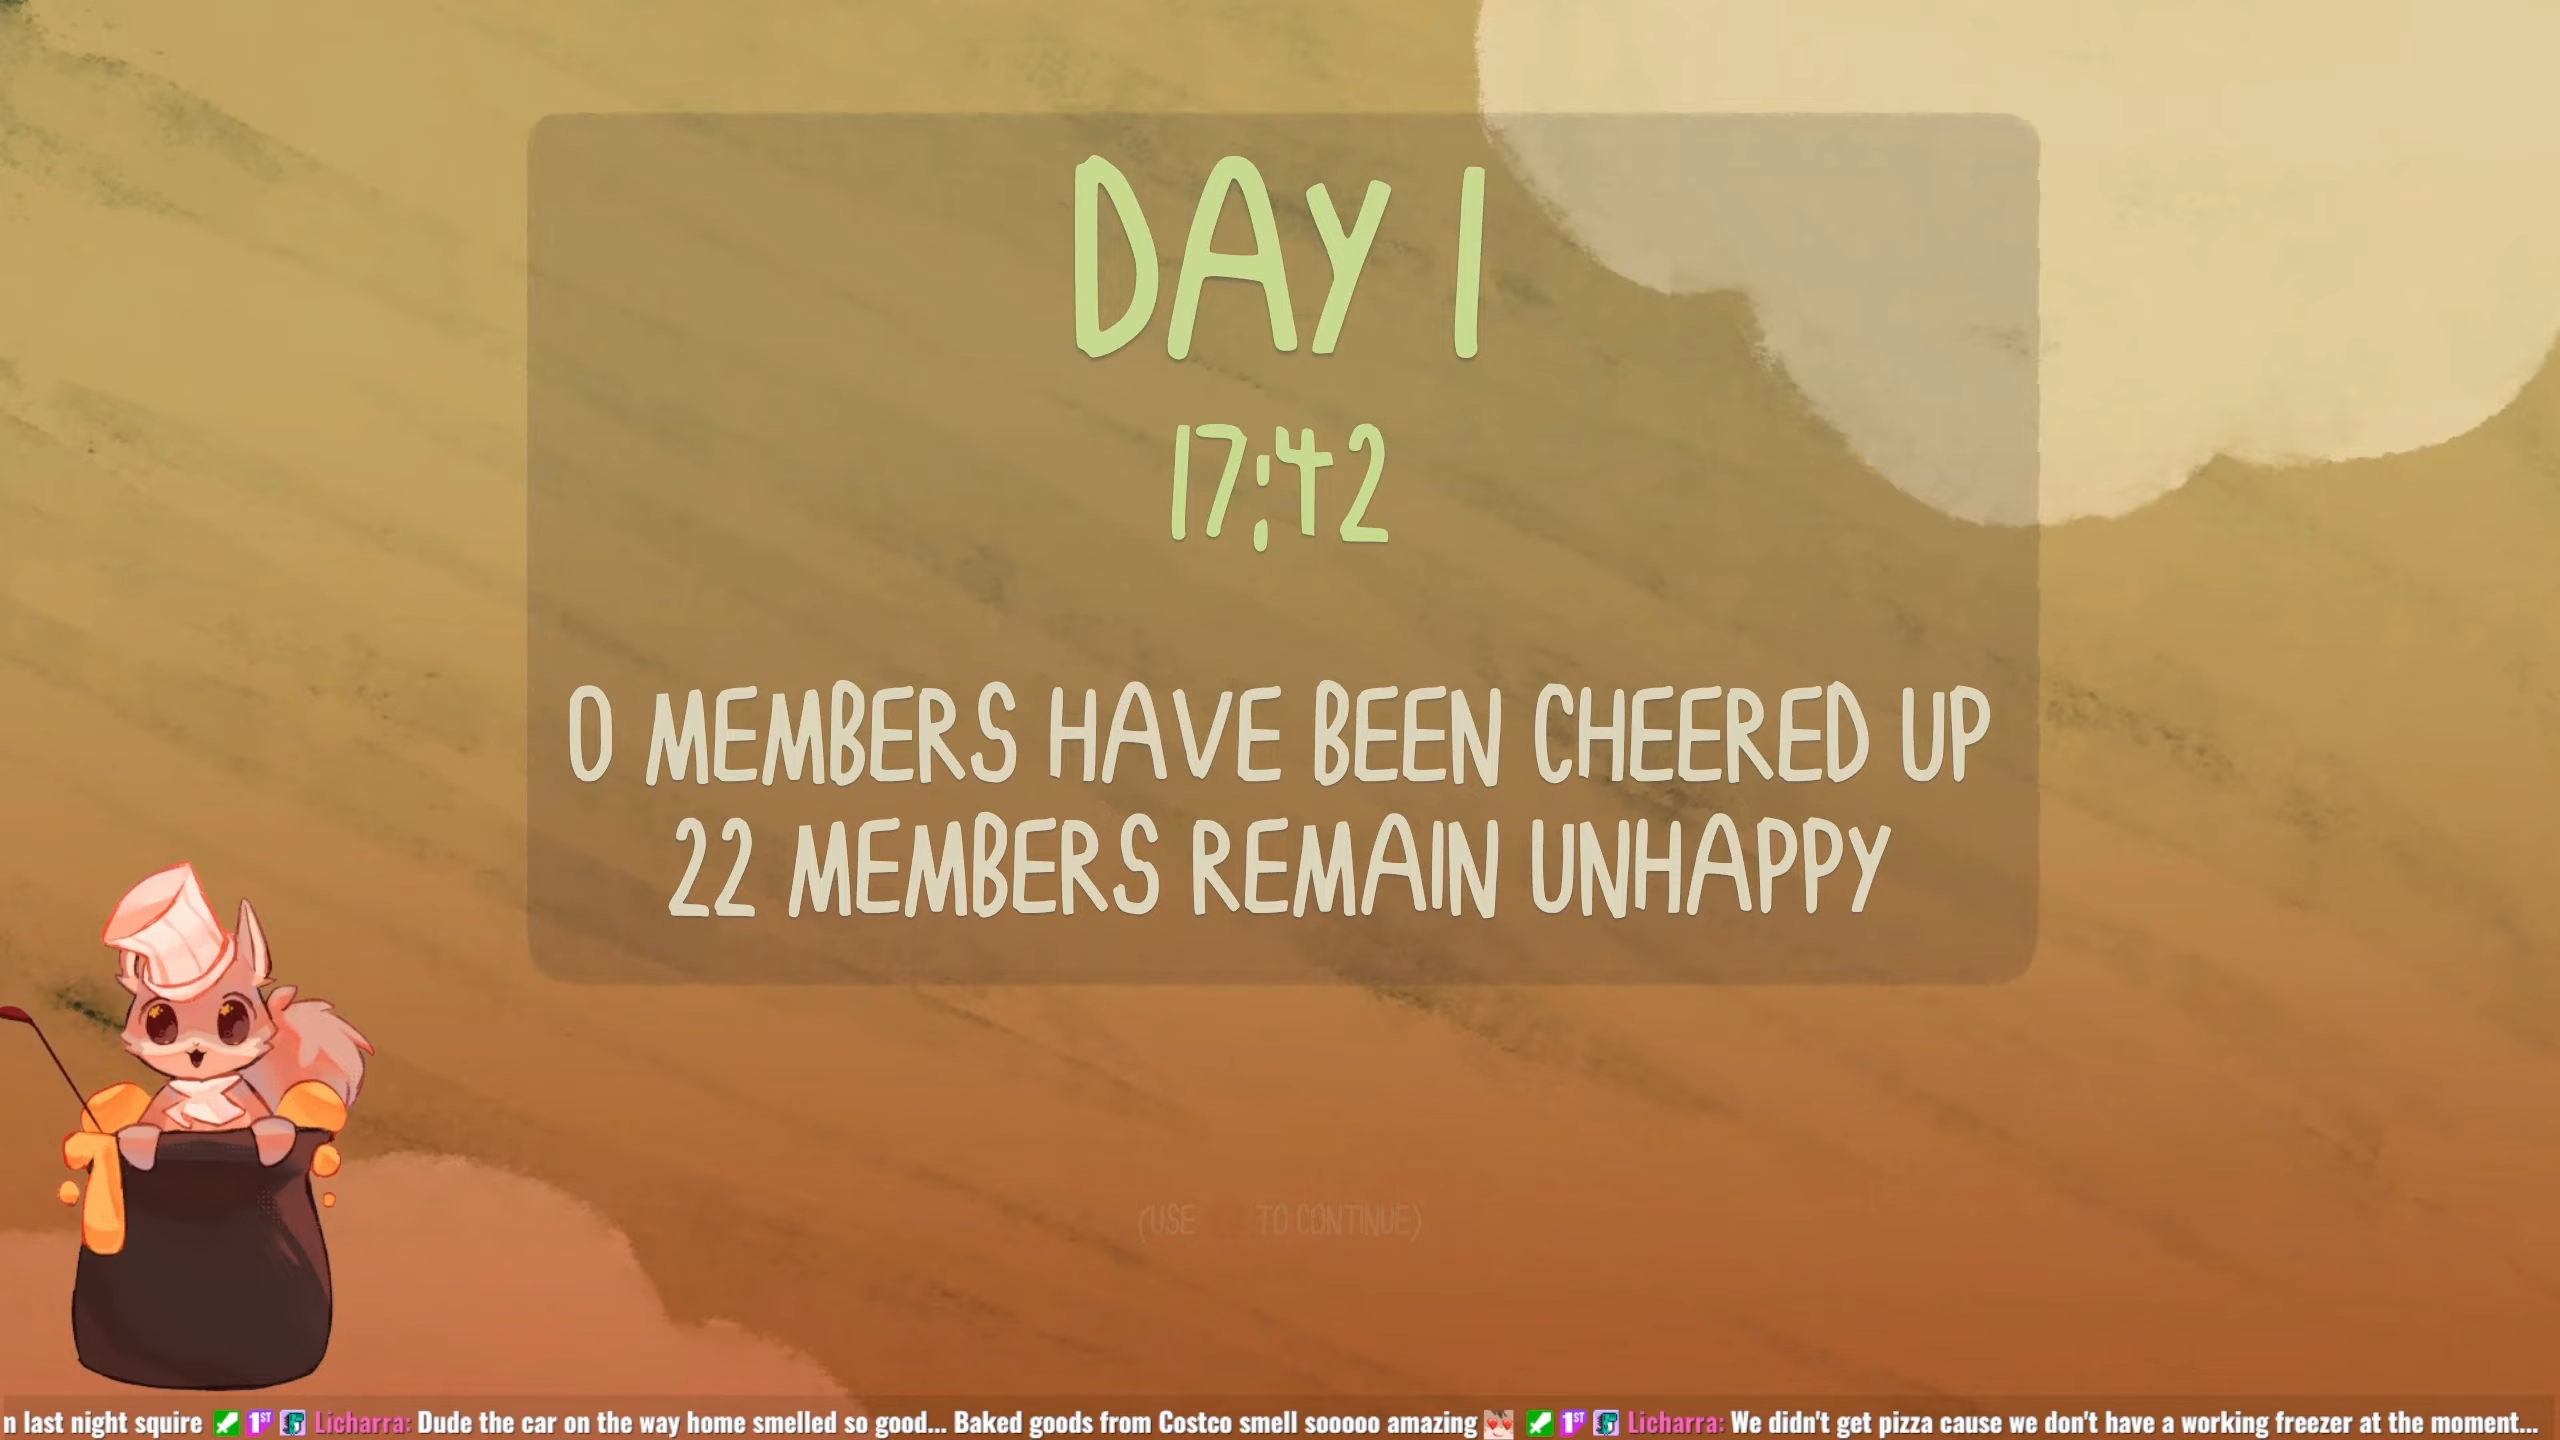 DAY 1
17:42
0 MEMBERS HAVE BEEN CHEERED UP
22 MEMBERS REMAIN UNHAPPY
(USE TO CONTINUE)
n last night squire 1ST Licharra: Dude the car on the way home smelled so good... Baked goods from Costco smell sooooo amazing 1ST Licharra: We didn't get pizza cause we don't have a working freezer at the moment...